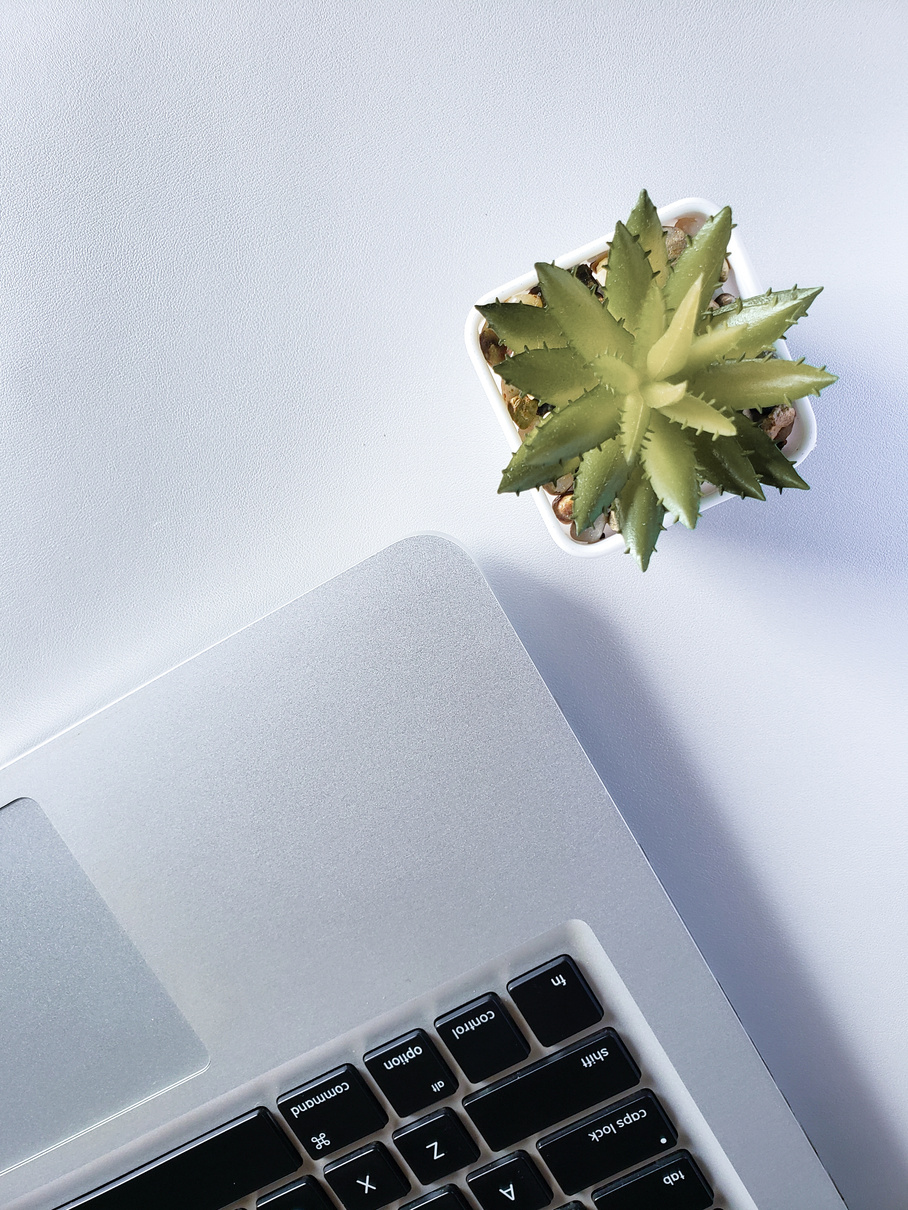 fn
control
option
alt
command
⌘
shift
Z
X
caps lock
A
tab